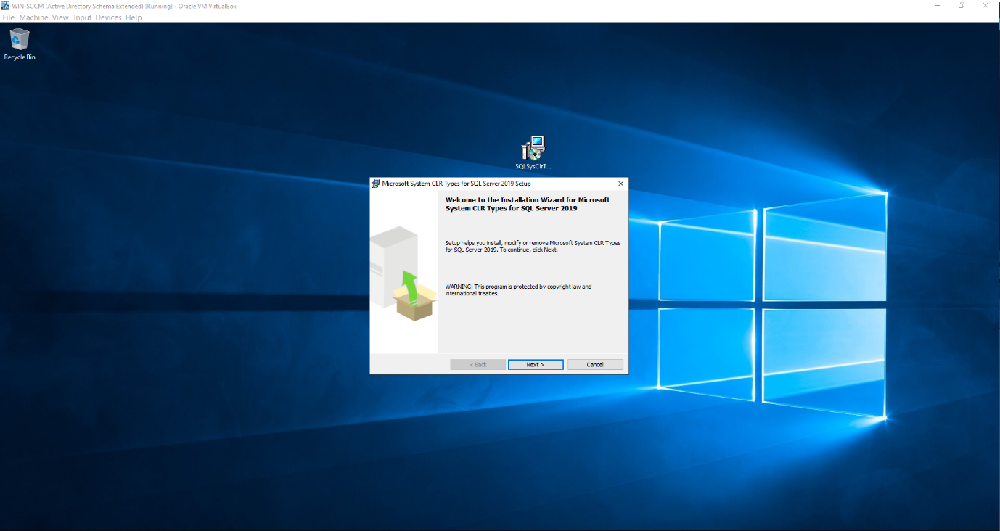 WIN-SCCM (Active Directory Schema Extended) [Running] - Oracle VM VirtualBox
File Machine View Input Devices Help
Recycle Bin
SQLSysClrT...
Microsoft System CLR Types for SQL Server 2019 Setup
Welcome to the Installation Wizard for Microsoft
System CLR Types for SQL Server 2019
Setup helps you install, modify or remove Microsoft System CLR Types
for SQL Server 2019. To continue, click Next.
WARNING: This program is protected by copyright law and
international treaties.
< Back Next > Cancel